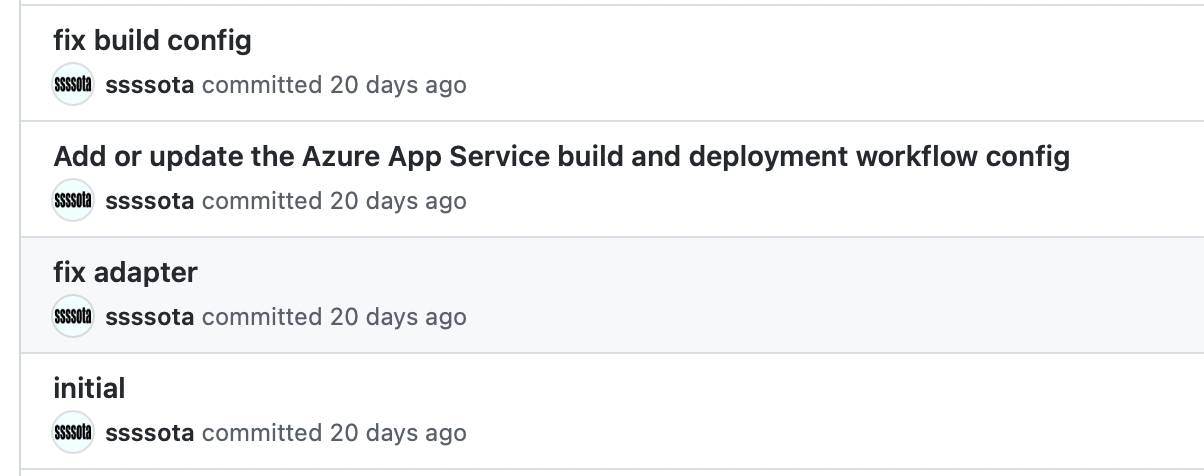 fix build config
ssssota ssssota committed 20 days ago
Add or update the Azure App Service build and deployment workflow config
ssssota ssssota committed 20 days ago
fix adapter
ssssota ssssota committed 20 days ago
initial
ssssota ssssota committed 20 days ago